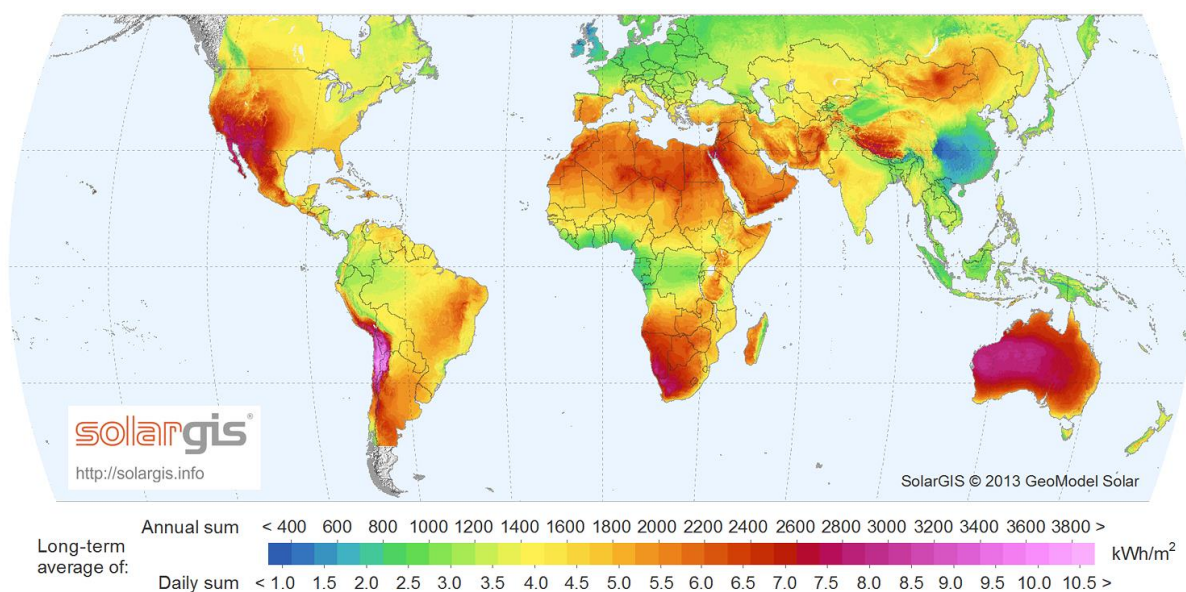 solargis®
http://solargis.info
SolarGIS © 2013 GeoModel Solar
Annual sum < 400 600 800 1000 1200 1400 1600 1800 2000 2200 2400 2600 2800 3000 3200 3400 3600 3800 >
Long-term
average of:
kWh/m²
Daily sum < 1.0 1.5 2.0 2.5 3.0 3.5 4.0 4.5 5.0 5.5 6.0 6.5 7.0 7.5 8.0 8.5 9.0 9.5 10.0 10.5 >